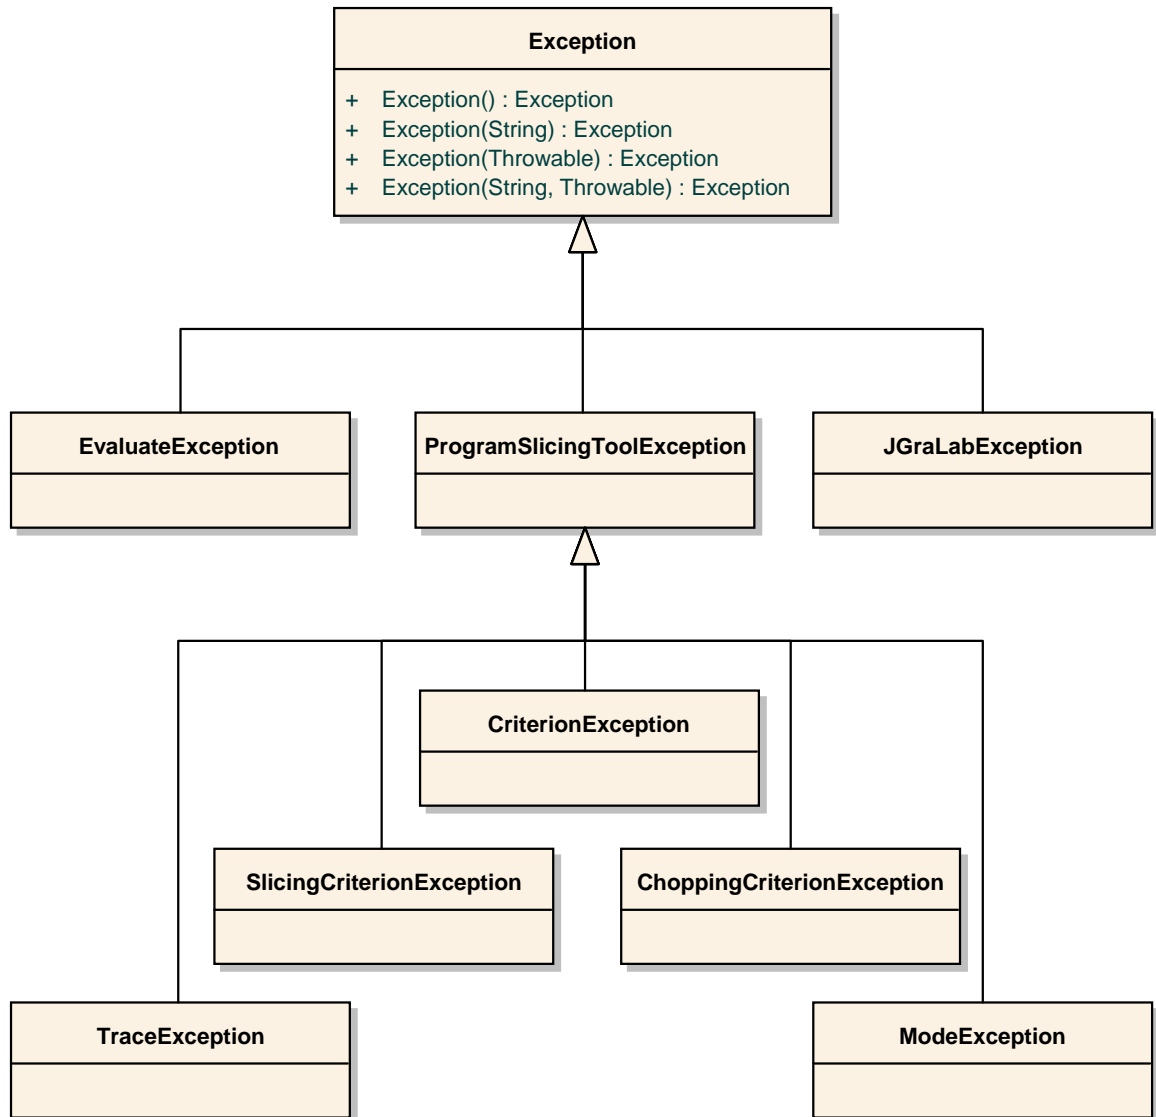 Exception
+ Exception() : Exception
+ Exception(String) : Exception
+ Exception(Throwable) : Exception
+ Exception(String, Throwable) : Exception
EvaluateException
ProgramSlicingToolException
JGraLabException
CriterionException
SlicingCriterionException
ChoppingCriterionException
TraceException
ModeException